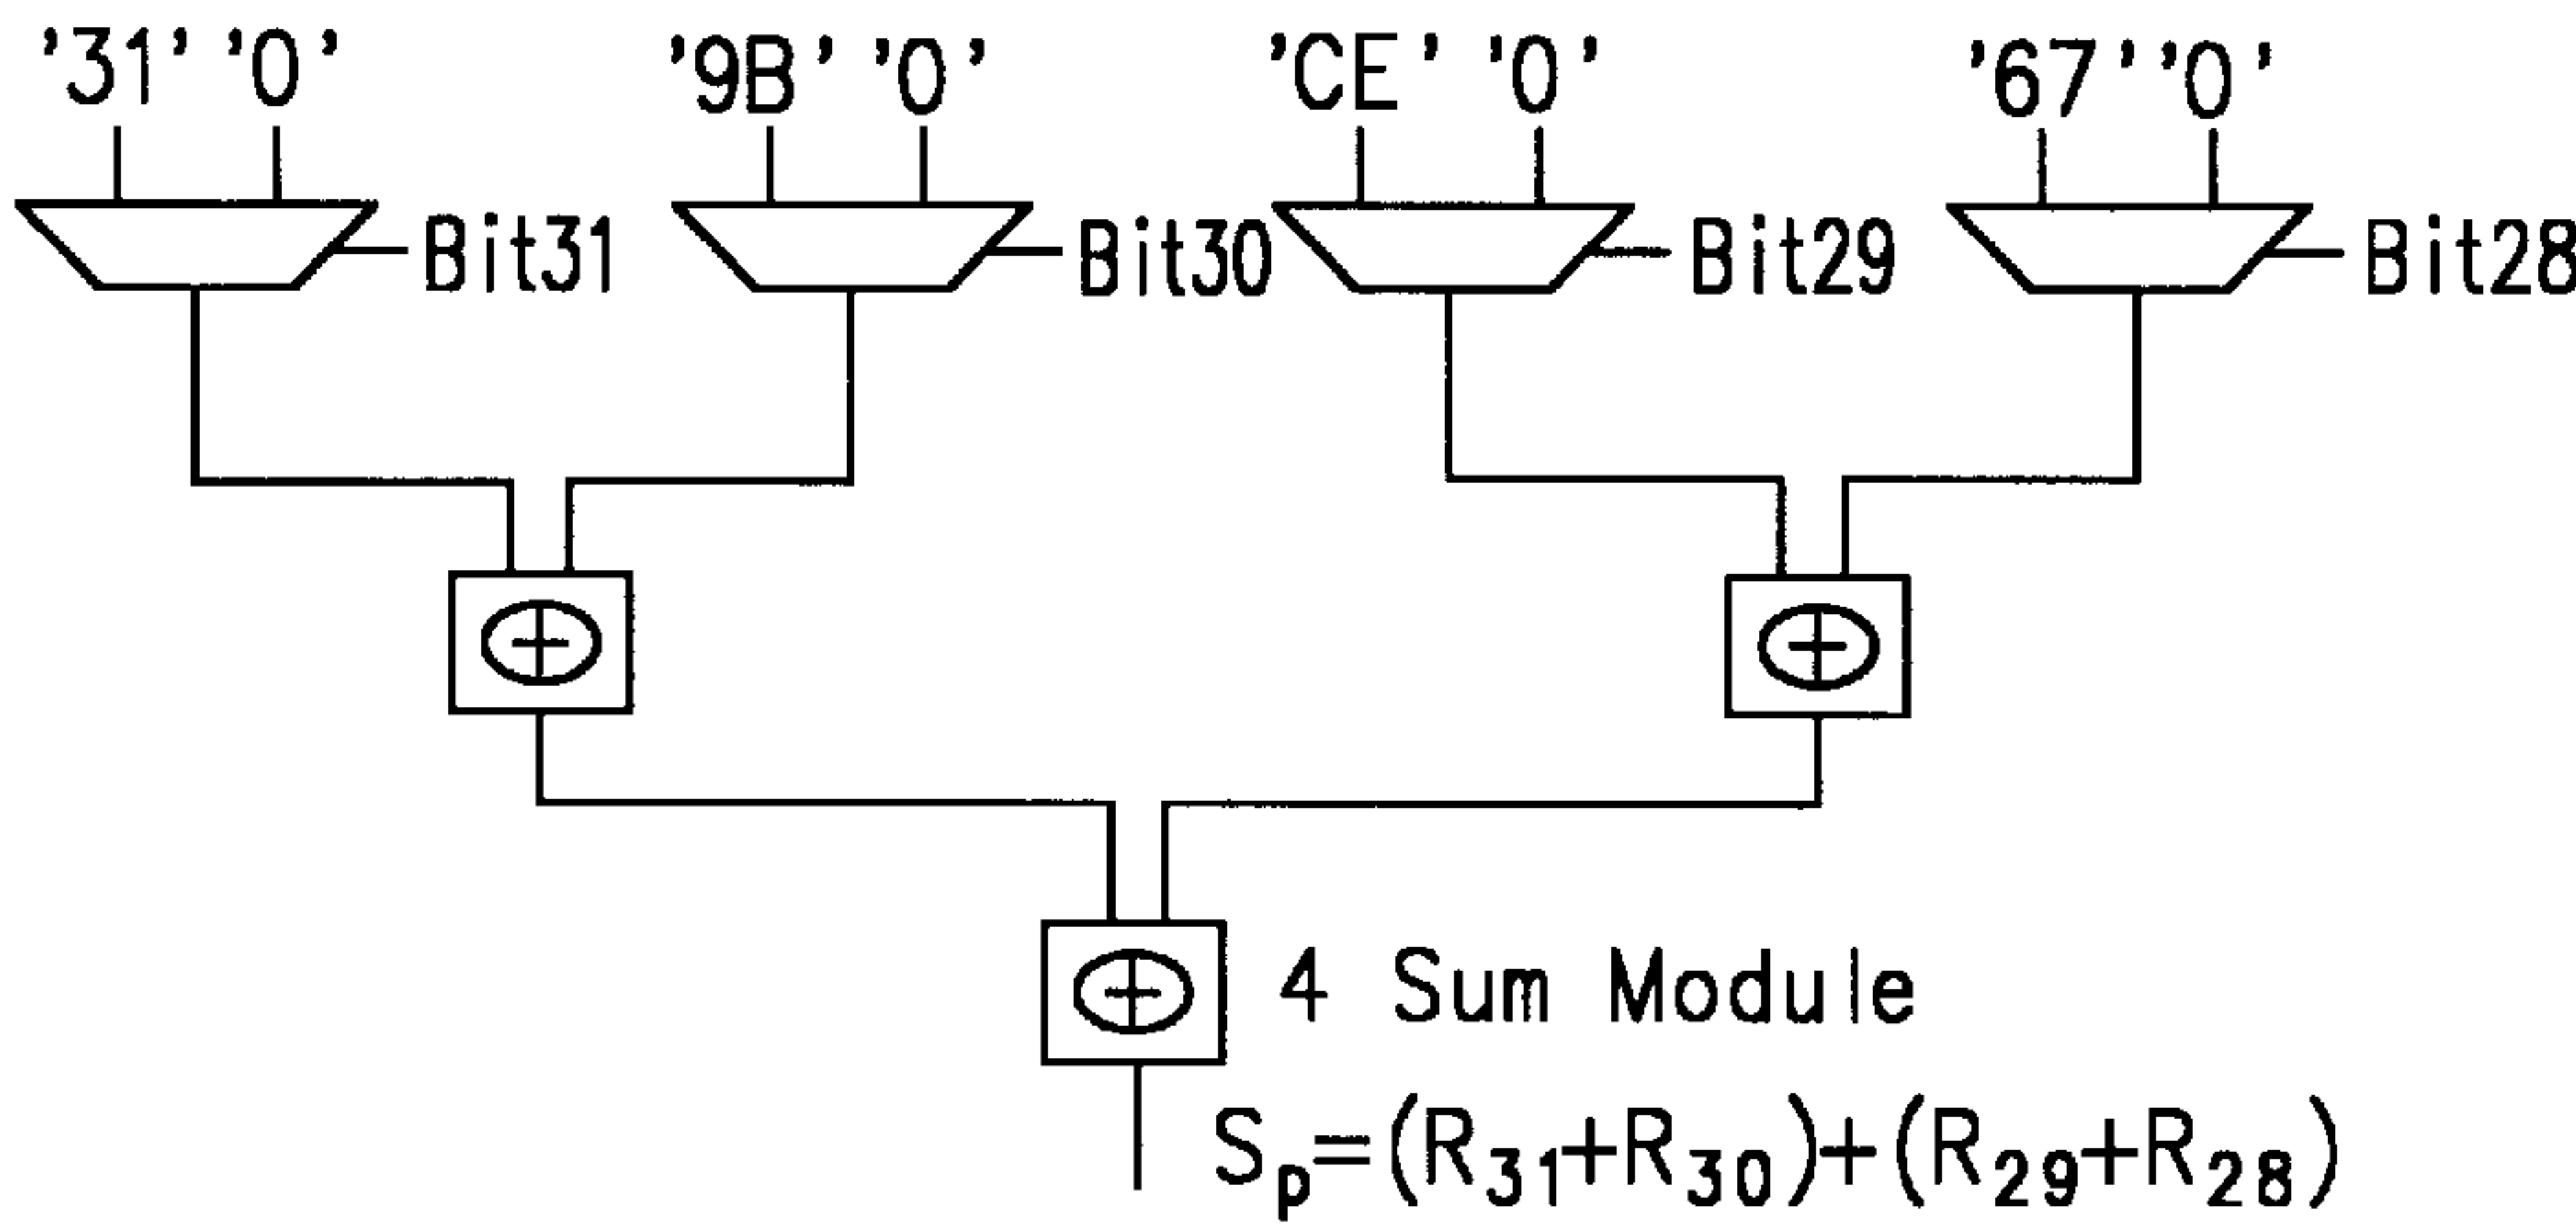 '31' '0' '9B' '0' 'CE' '0' '67' '0'
Bit31 Bit30 Bit29 Bit28
4 Sum Module
Sp=(R31+R30)+(R29+R28)